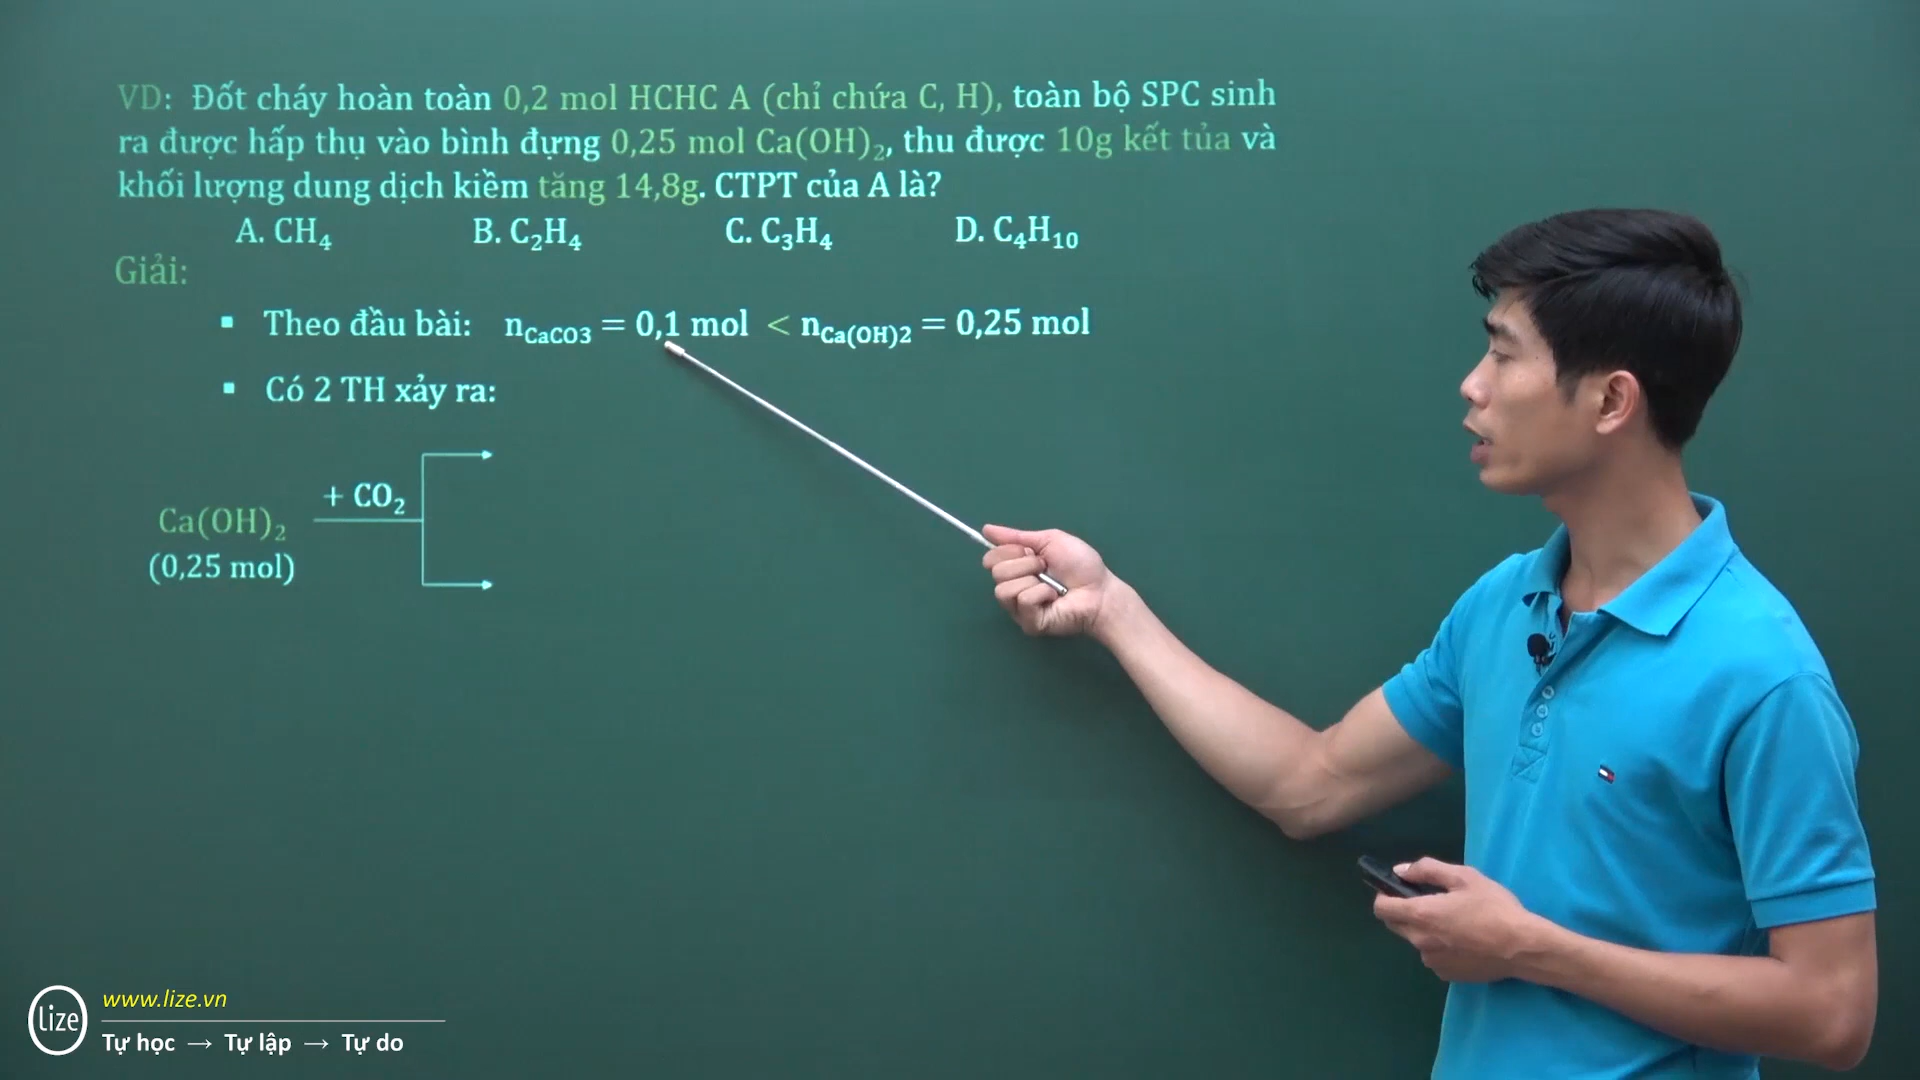 VD: Đốt cháy hoàn toàn 0,2 mol HCHC A (chỉ chứa C, H), toàn bộ SPC sinh
ra được hấp thụ vào bình đựng 0,25 mol Ca(OH)₂, thu được 10g kết tủa và
khối lượng dung dịch kiềm tăng 14,8g. CTPT của A là?
A. CH₄ B. C₂H₄ C. C₃H₄ D. C₄H₁₀
Giải:
▪ Theo đầu bài: n_CaCO3 = 0,1 mol < n_Ca(OH)2 = 0,25 mol
▪ Có 2 TH xảy ra:
+ CO₂
Ca(OH)₂
(0,25 mol)
lize
www.lize.vn
Tự học → Tự lập → Tự do